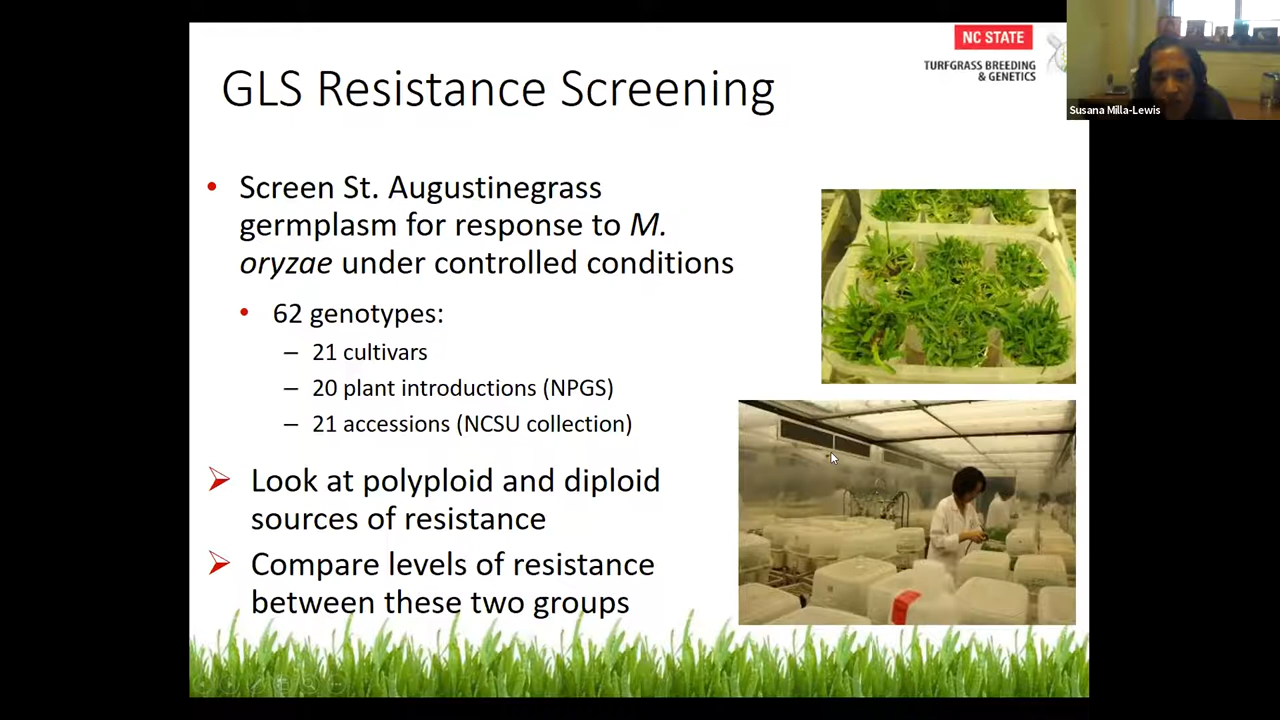 NC STATE
TURFGRASS BREEDING
& GENETICS
Susana Milla-Lewis
GLS Resistance Screening
• Screen St. Augustinegrass
germplasm for response to M.
oryzae under controlled conditions
• 62 genotypes:
– 21 cultivars
– 20 plant introductions (NPGS)
– 21 accessions (NCSU collection)
➢ Look at polyploid and diploid
sources of resistance
➢ Compare levels of resistance
between these two groups